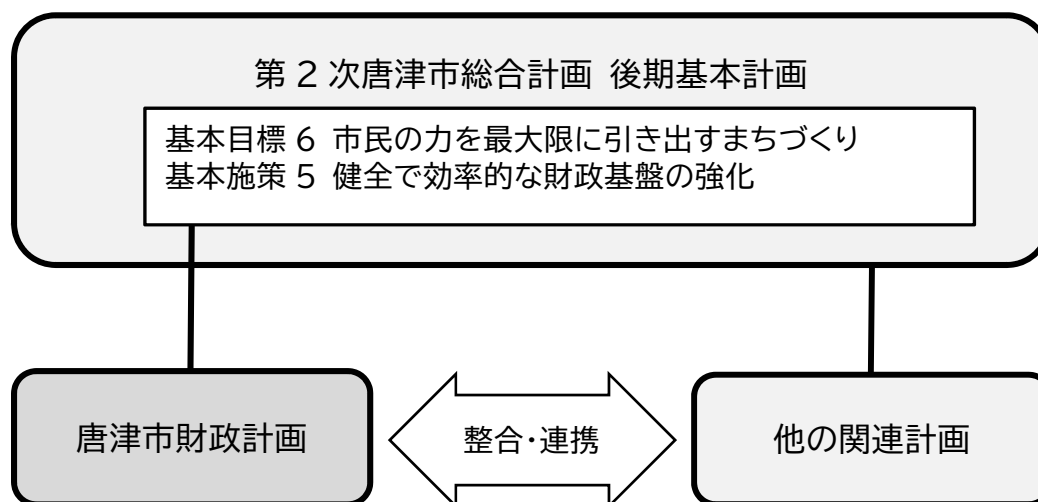 第2次唐津市総合計画 後期基本計画
基本目標6 市民の力を最大限に引き出すまちづくり
基本施策5 健全で効率的な財政基盤の強化
唐津市財政計画
整合・連携
他の関連計画